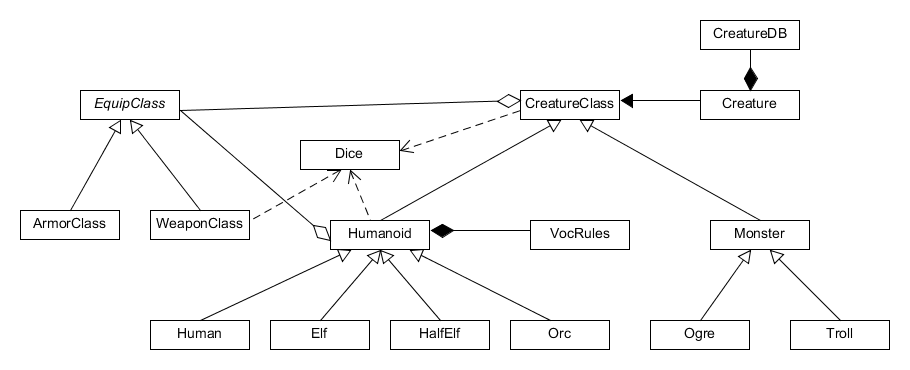 CreatureDB
EquipClass
CreatureClass
Creature
Dice
ArmorClass
WeaponClass
Humanoid
VocRules
Monster
Human
Elf
HalfElf
Orc
Ogre
Troll